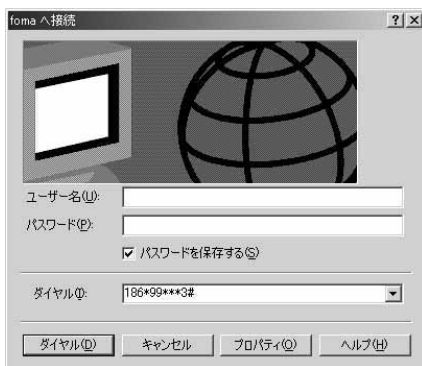 foma へ接続
ユーザー名(U):
パスワード(P):
パスワードを保存する(S)
ダイヤル(I): 186*99***3#
ダイヤル(D) キャンセル プロパティ(O) ヘルプ(H)